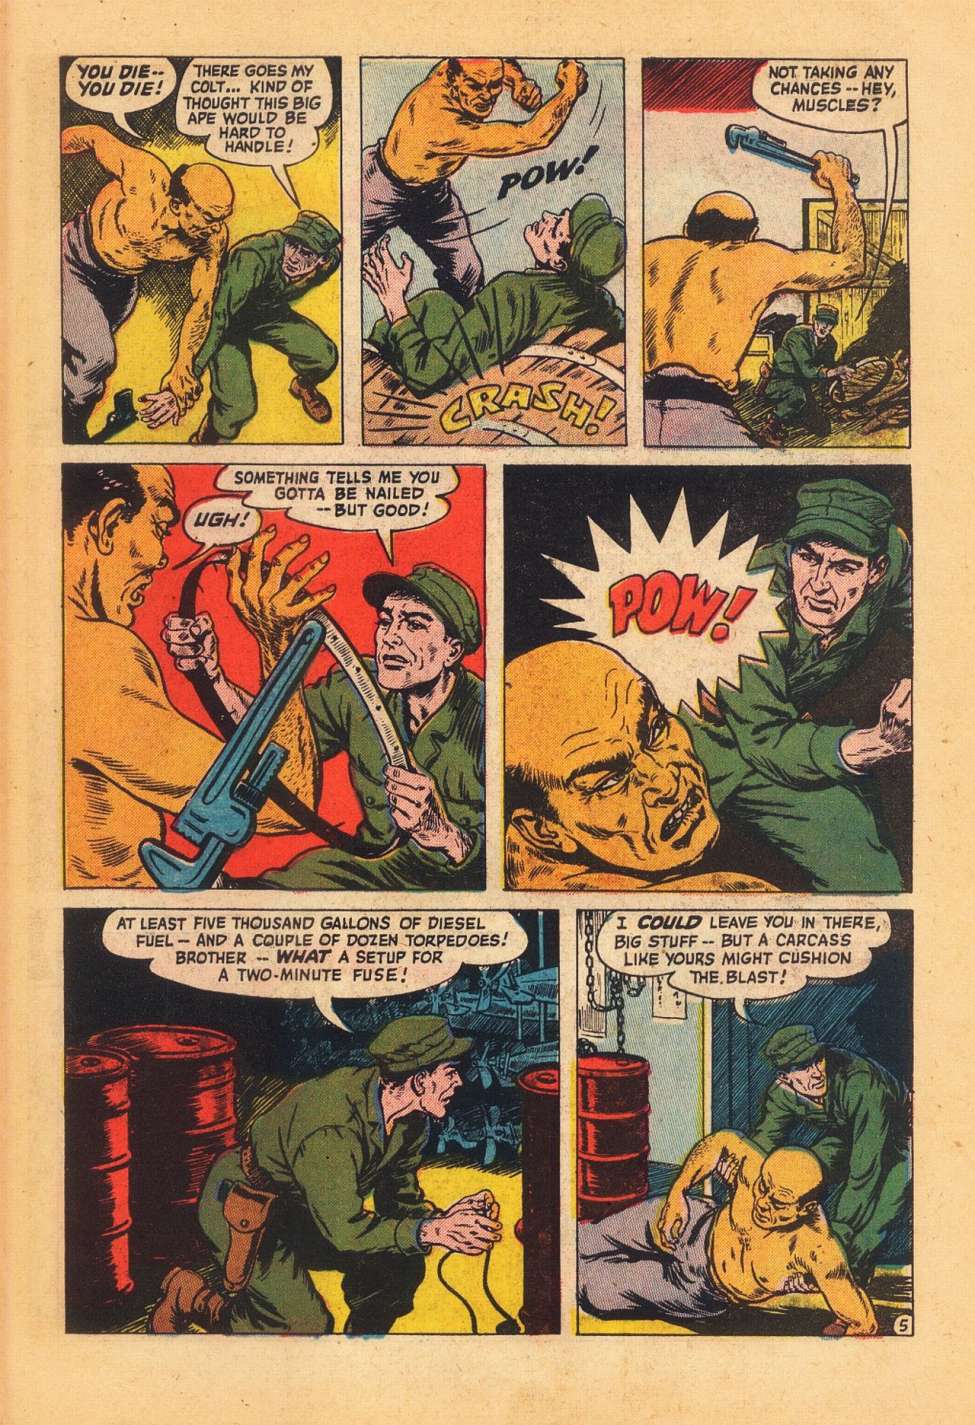 YOU DIE--
YOU DIE!
THERE GOES MY
COLT... KIND OF
THOUGHT THIS BIG
APE WOULD BE
HARD TO
HANDLE!
POW!
CRASH!
NOT TAKING ANY
CHANCES -- HEY,
MUSCLES?
UGH!
SOMETHING TELLS ME YOU
GOTTA BE NAILED
-- BUT GOOD!
POW!
AT LEAST FIVE THOUSAND GALLONS OF DIESEL
FUEL -- AND A COUPLE OF DOZEN TORPEDOES!
BROTHER -- WHAT A SETUP FOR
A TWO-MINUTE FUSE!
I COULD LEAVE YOU IN THERE,
BIG STUFF -- BUT A CARCASS
LIKE YOURS MIGHT CUSHION
THE BLAST!
5